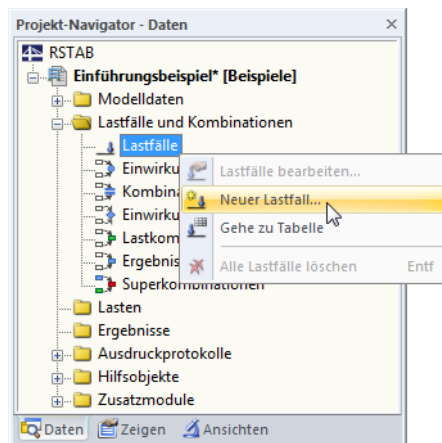 Projekt-Navigator - Daten
RSTAB
Einführungsbeispiel* [Beispiele]
Modelldaten
Lastfälle und Kombinationen
Lastfälle
Einwirku
Lastfälle bearbeiten...
Kombina
Neuer Lastfall...
Einwirku
Gehe zu Tabelle
Lastkom
Ergebnis
Alle Lastfälle löschen Entf
Superkombinationen
Lasten
Ergebnisse
Ausdruckprotokolle
Hilfsobjekte
Zusatzmodule
Daten Zeigen Ansichten